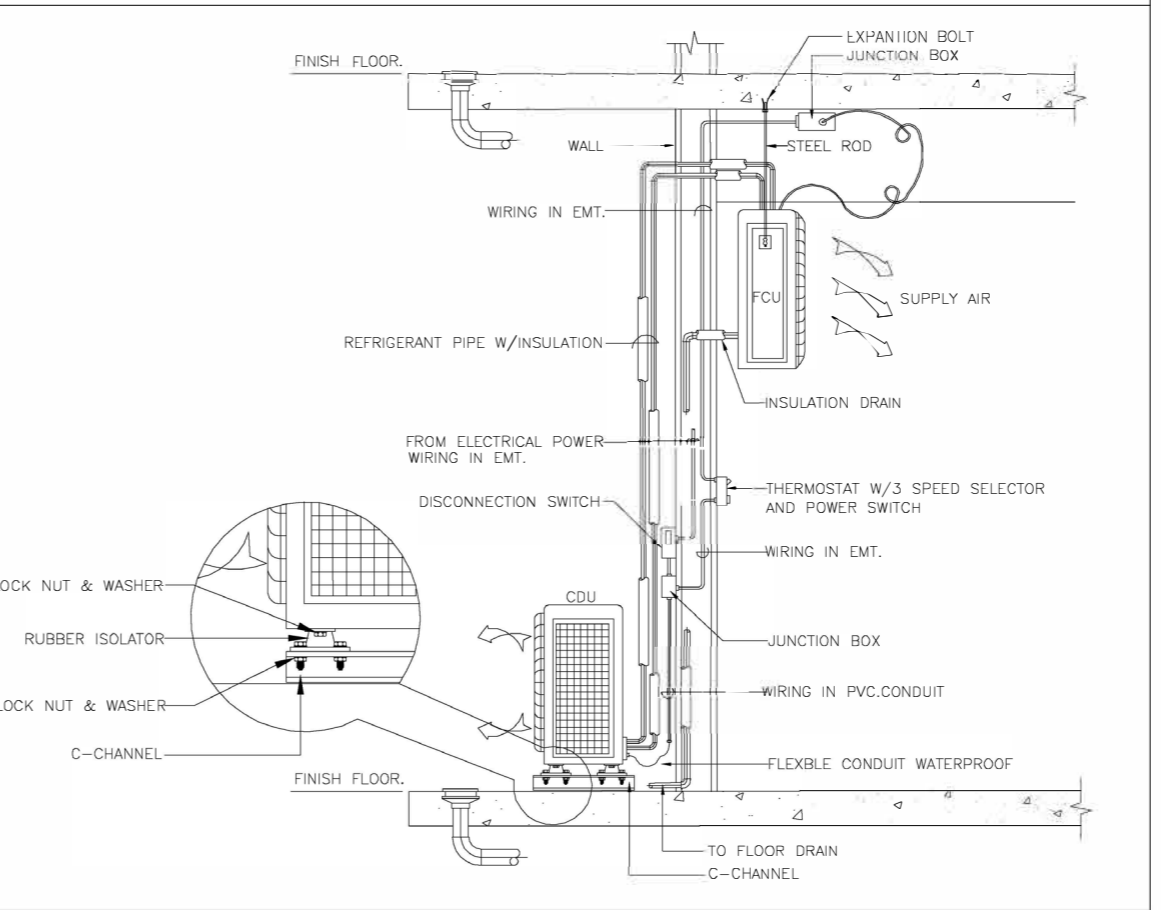 EXPANTION BOLT
JUNCTION BOX
FINISH FLOOR.
WALL
STEEL ROD
WIRING IN EMT.
FCU
SUPPLY AIR
REFRIGERANT PIPE W/INSULATION
INSULATION DRAIN
FROM ELECTRICAL POWER
WIRING IN EMT.
THERMOSTAT W/3 SPEED SELECTOR
AND POWER SWITCH
DISCONNECTION SWITCH
WIRING IN EMT.
OCK NUT & WASHER
CDU
RUBBER ISOLATOR
JUNCTION BOX
LOCK NUT & WASHER
WIRING IN PVC.CONDUIT
C-CHANNEL
FLEXBLE CONDUIT WATERPROOF
FINISH FLOOR.
TO FLOOR DRAIN
C-CHANNEL